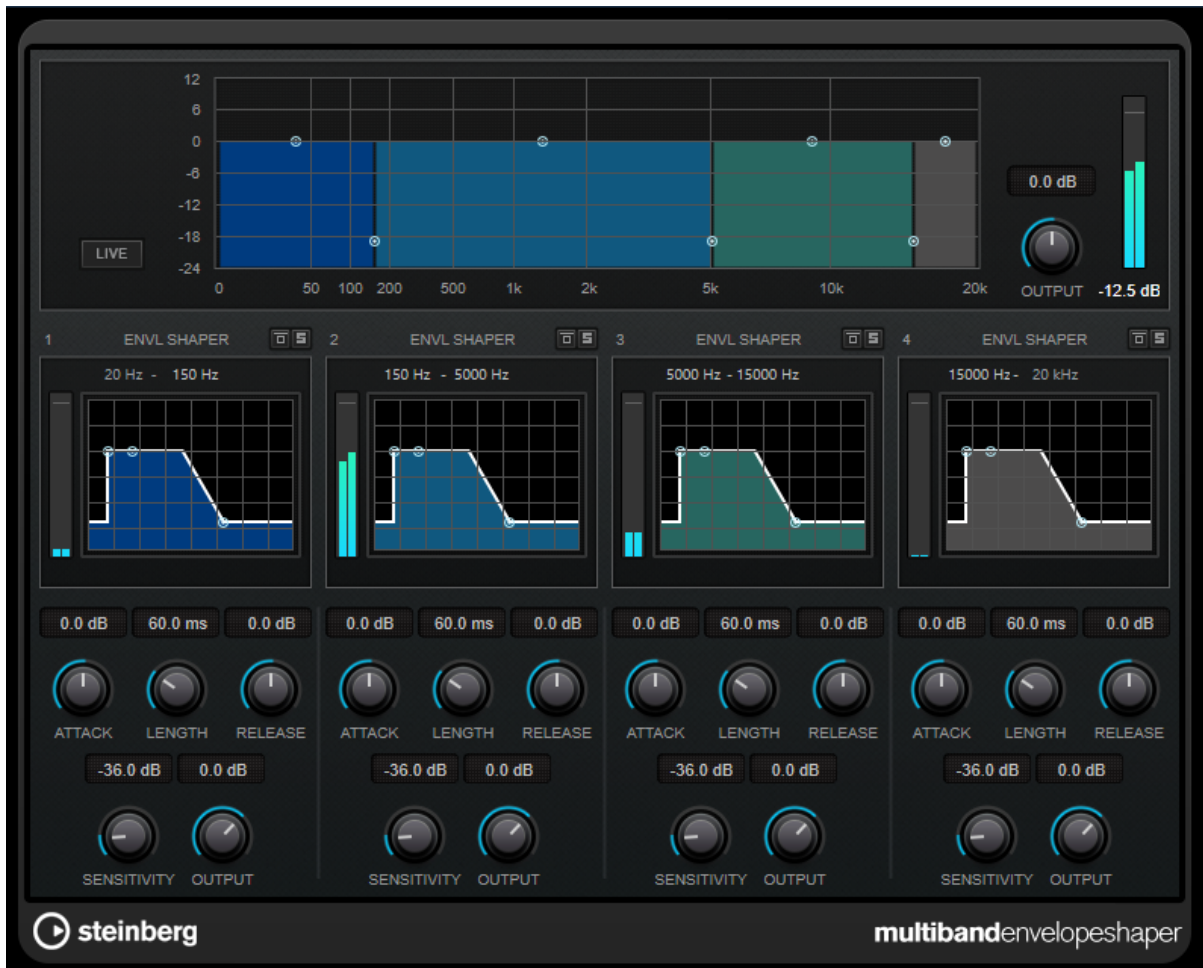 12
6
0
-6
-12
-18
-24
LIVE
0 50 100 200 500 1k 2k 5k 10k 20k
0.0 dB
OUTPUT -12.5 dB
1 ENVL SHAPER S 2 ENVL SHAPER S 3 ENVL SHAPER S 4 ENVL SHAPER S
20 Hz - 150 Hz 150 Hz - 5000 Hz 5000 Hz - 15000 Hz 15000 Hz - 20 kHz
0.0 dB 60.0 ms 0.0 dB 0.0 dB 60.0 ms 0.0 dB 0.0 dB 60.0 ms 0.0 dB 0.0 dB 60.0 ms 0.0 dB
ATTACK LENGTH RELEASE ATTACK LENGTH RELEASE ATTACK LENGTH RELEASE ATTACK LENGTH RELEASE
-36.0 dB 0.0 dB -36.0 dB 0.0 dB -36.0 dB 0.0 dB -36.0 dB 0.0 dB
SENSITIVITY OUTPUT SENSITIVITY OUTPUT SENSITIVITY OUTPUT SENSITIVITY OUTPUT
steinberg multibandenvelopeshaper